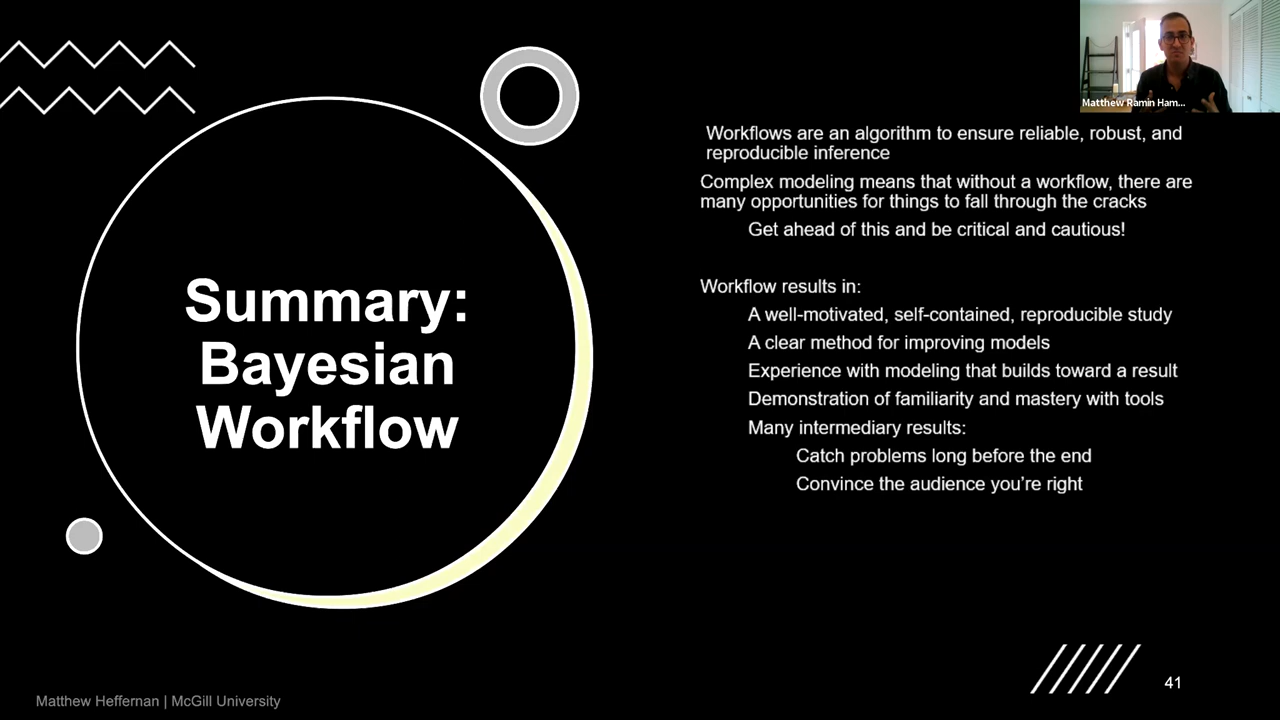 Matthew Ramin Ham...
Summary:
Bayesian
Workflow
Workflows are an algorithm to ensure reliable, robust, and
reproducible inference
Complex modeling means that without a workflow, there are
many opportunities for things to fall through the cracks
Get ahead of this and be critical and cautious!
Workflow results in:
A well-motivated, self-contained, reproducible study
A clear method for improving models
Experience with modeling that builds toward a result
Demonstration of familiarity and mastery with tools
Many intermediary results:
Catch problems long before the end
Convince the audience you’re right
Matthew Heffernan | McGill University
41